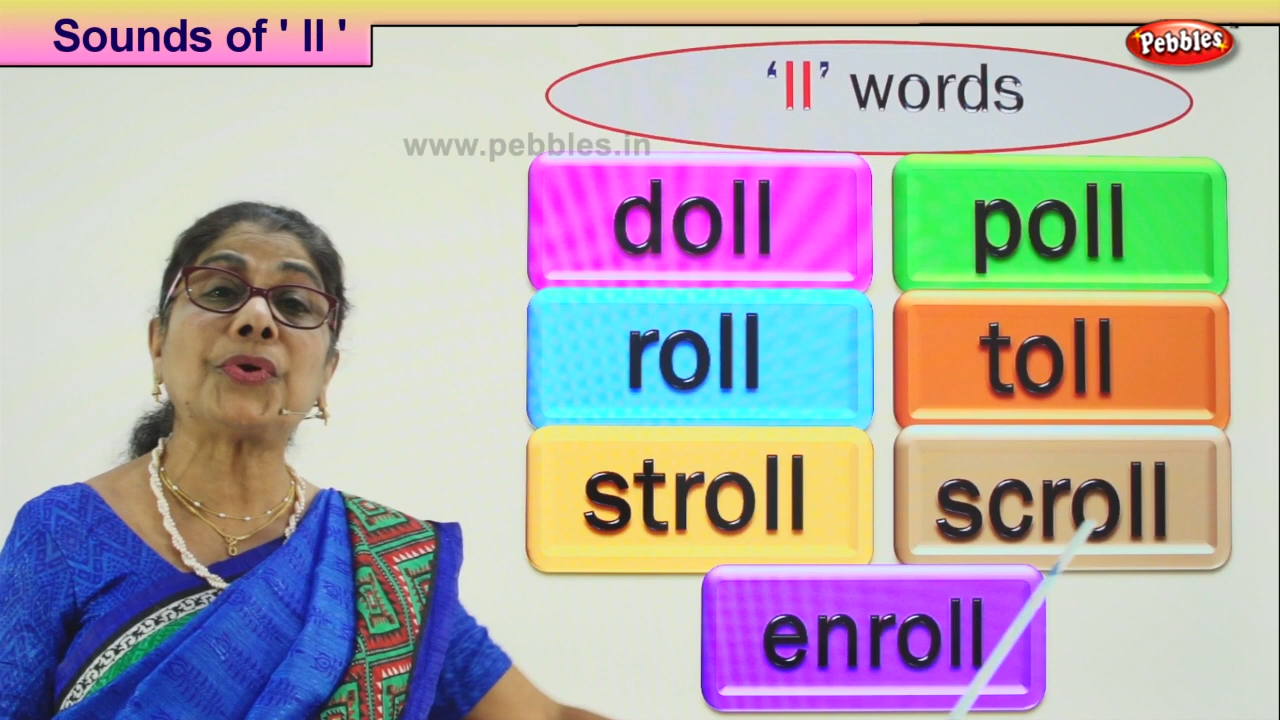 Sounds of ' ll '
Pebbles
‘ll’ words
www.pebbles.in
doll
poll
roll
toll
stroll
scroll
enroll